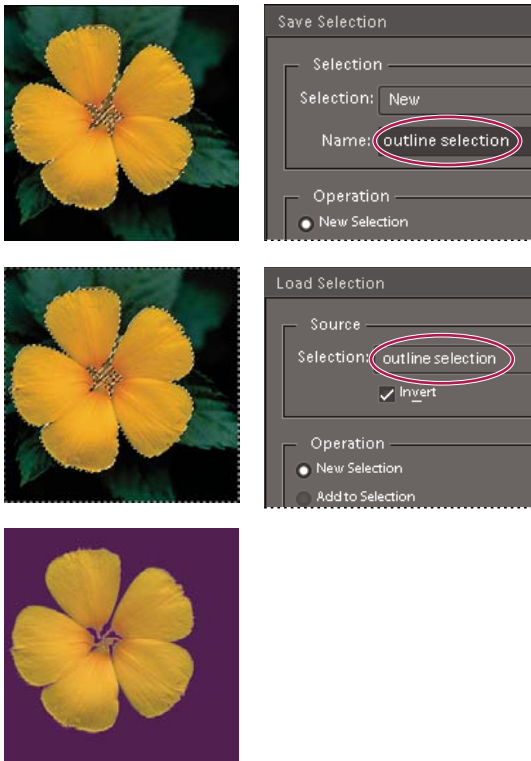 Save Selection
Selection
Selection: New
Name: outline selection
Operation
New Selection
Load Selection
Source
Selection: outline selection
Invert
Operation
New Selection
Add to Selection